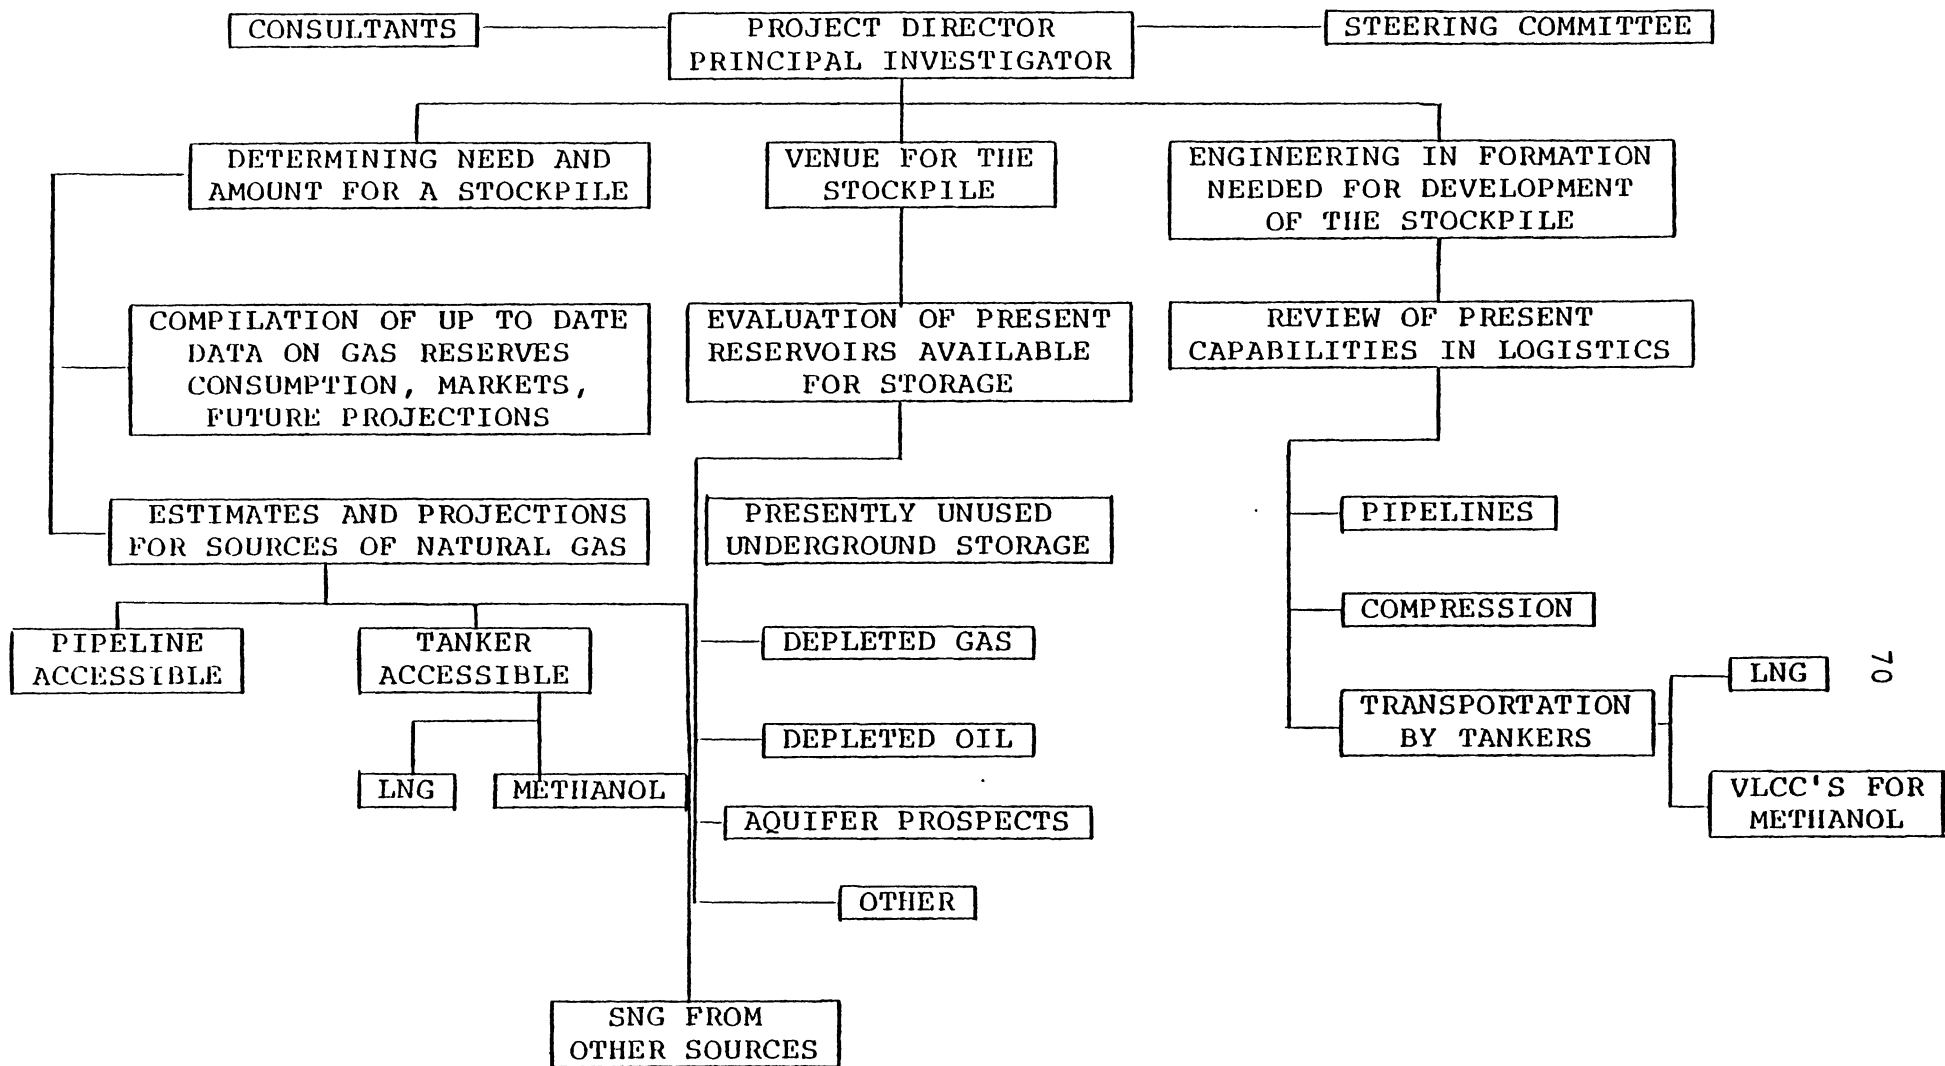 CONSULTANTS
PROJECT DIRECTOR
PRINCIPAL INVESTIGATOR
STEERING COMMITTEE
DETERMINING NEED AND
AMOUNT FOR A STOCKPILE
VENUE FOR THE
STOCKPILE
ENGINEERING IN FORMATION
NEEDED FOR DEVELOPMENT
OF THE STOCKPILE
COMPILATION OF UP TO DATE
DATA ON GAS RESERVES
CONSUMPTION, MARKETS,
FUTURE PROJECTIONS
EVALUATION OF PRESENT
RESERVOIRS AVAILABLE
FOR STORAGE
REVIEW OF PRESENT
CAPABILITIES IN LOGISTICS
ESTIMATES AND PROJECTIONS
FOR SOURCES OF NATURAL GAS
PRESENTLY UNUSED
UNDERGROUND STORAGE
PIPELINES
COMPRESSION
PIPELINE
ACCESSIBLE
TANKER
ACCESSIBLE
DEPLETED GAS
LNG
70
TRANSPORTATION
BY TANKERS
DEPLETED OIL
LNG
METHANOL
VLCC'S FOR
METHANOL
AQUIFER PROSPECTS
OTHER
SNG FROM
OTHER SOURCES